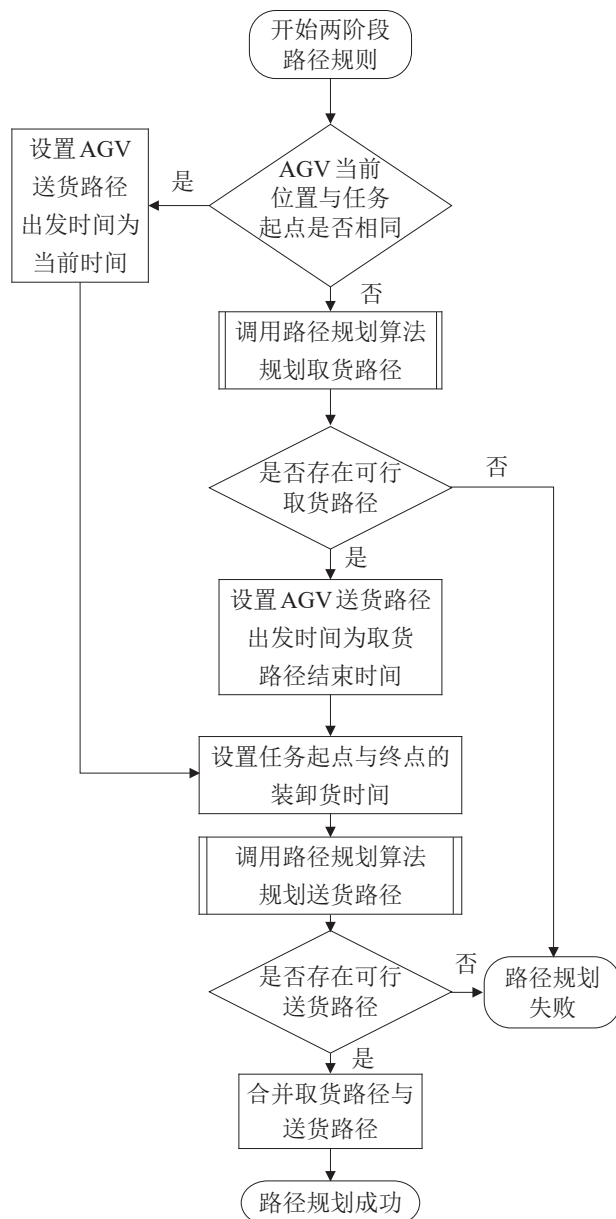 开始两阶段
路径规则
设置AGV
送货路径
出发时间为
当前时间
是
AGV当前
位置与任务
起点是否相同
否
调用路径规划算法
规划取货路径
是否存在可行
取货路径
否
是
设置AGV送货路径
出发时间为取货
路径结束时间
设置任务起点与终点的
装卸货时间
调用路径规划算法
规划送货路径
是否存在可行
送货路径
否
路径规划
失败
是
合并取货路径与
送货路径
路径规划成功